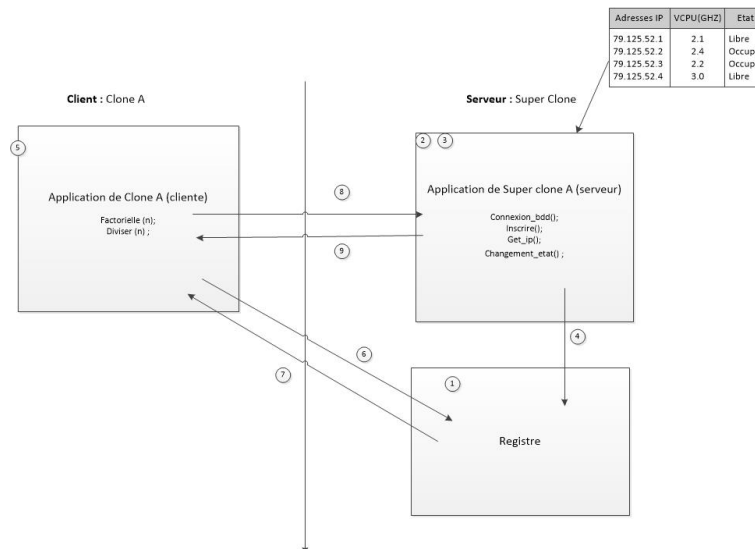 Adresses IP VCPU(GHZ) Etat
79.125.52.1 2.1 Libre
79.125.52.2 2.4 Occup
79.125.52.3 2.2 Occup
79.125.52.4 3.0 Libre
Client : Clone A
Serveur : Super Clone
5
Application de Clone A (cliente)
Factorielle (n);
Diviser (n) ;
8
9
2 3
Application de Super clone A (serveur)
Connexion_bdd();
Inscrire();
Get_ip();
Changement_etat() ;
4
6
7
1
Registre